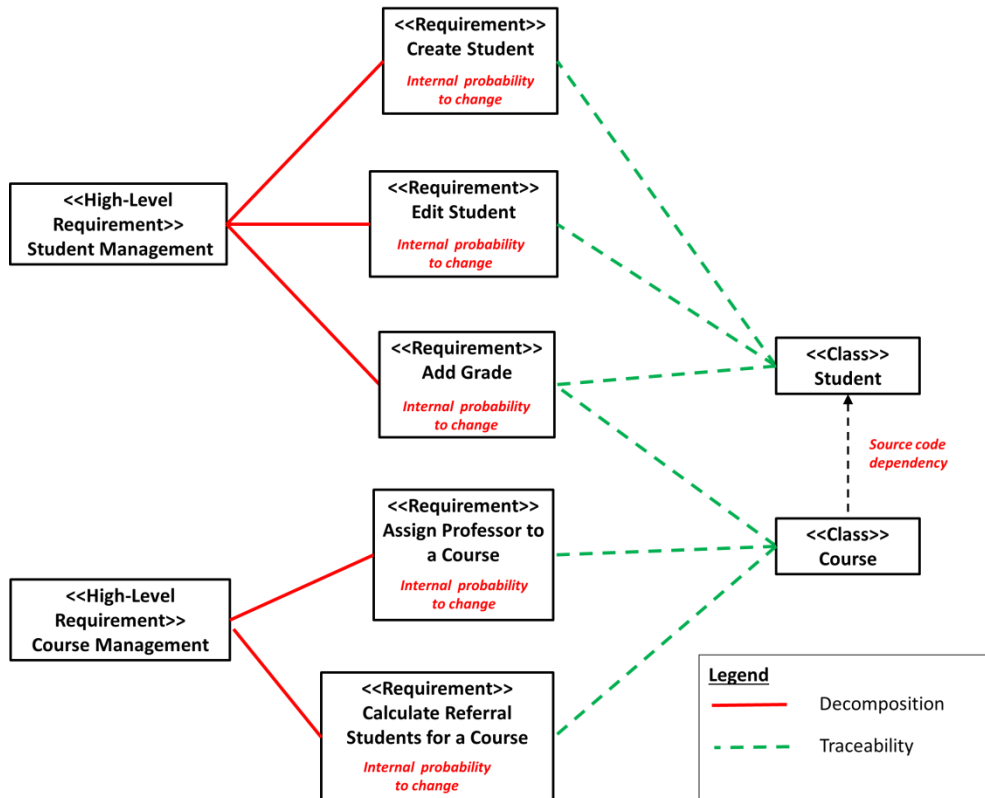 <<Requirement>>
Create Student
Internal probability
to change
<<Requirement>>
Edit Student
Internal probability
to change
<<High-Level
Requirement>>
Student Management
<<Requirement>>
Add Grade
Internal probability
to change
<<Class>>
Student
Source code
dependency
<<Requirement>>
Assign Professor to
a Course
Internal probability
to change
<<Class>>
Course
<<High-Level
Requirement>>
Course Management
<<Requirement>>
Calculate Referral
Students for a Course
Internal probability
to change
Legend
Decomposition
Traceability